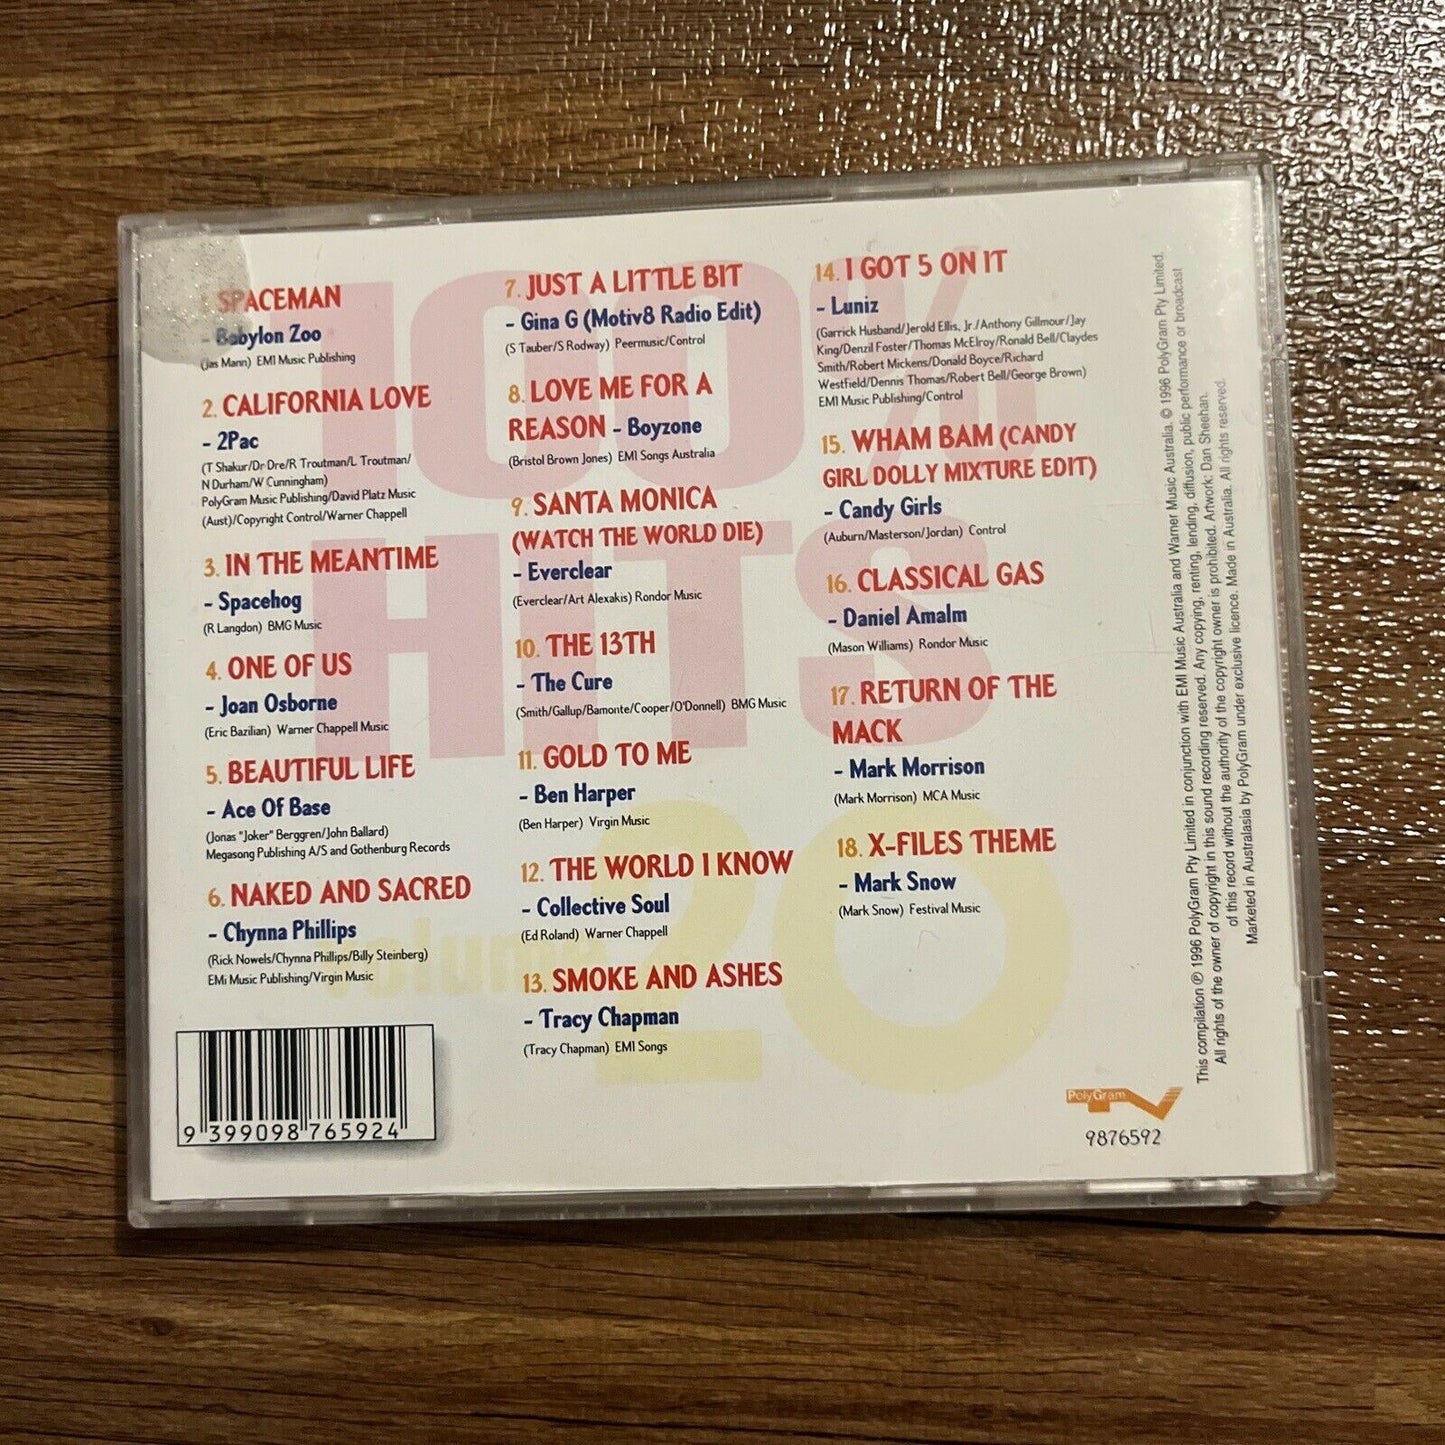 1. SPACEMAN
- Babylon Zoo
(Jas Mann) EMI Music Publishing
2. CALIFORNIA LOVE
- 2Pac
(T Shakur/Dr Dre/R Troutman/L Troutman/
N Durham/W Cunningham)
PolyGram Music Publishing/David Platz Music
(Aust)/Copyright Control/Warner Chappell
3. IN THE MEANTIME
- Spacehog
(R Langdon) BMG Music
4. ONE OF US
- Joan Osborne
(Eric Bazilian) Warner Chappell Music
5. BEAUTIFUL LIFE
- Ace Of Base
(Jonas "Joker" Berggren/John Ballard)
Megasong Publishing A/S and Gothenburg Records
6. NAKED AND SACRED
- Chynna Phillips
(Rick Nowels/Chynna Phillips/Billy Steinberg)
EMi Music Publishing/Virgin Music
9 399098 765924
7. JUST A LITTLE BIT
- Gina G (Motiv8 Radio Edit)
(S Tauber/S Rodway) Peermusic/Control
8. LOVE ME FOR A
REASON - Boyzone
(Bristol Brown Jones) EMI Songs Australia
9. SANTA MONICA
(WATCH THE WORLD DIE)
- Everclear
(Everclear/Art Alexakis) Rondor Music
10. THE 13TH
- The Cure
(Smith/Gallup/Bamonte/Cooper/O'Donnell) BMG Music
11. GOLD TO ME
- Ben Harper
(Ben Harper) Virgin Music
12. THE WORLD I KNOW
- Collective Soul
(Ed Roland) Warner Chappell
13. SMOKE AND ASHES
- Tracy Chapman
(Tracy Chapman) EMI Songs
14. I GOT 5 ON IT
- Luniz
(Garrick Husband/Jerold Ellis, Jr./Anthony Gillmour/Jay
King/Denzil Foster/Thomas McElroy/Ronald Bell/Claydes
Smith/Robert Mickens/Donald Boyce/Richard
Westfield/Dennis Thomas/Robert Bell/George Brown)
EMI Music Publishing/Control
15. WHAM BAM (CANDY
GIRL DOLLY MIXTURE EDIT)
- Candy Girls
(Auburn/Masterson/Jordan) Control
16. CLASSICAL GAS
- Daniel Amalm
(Mason Williams) Rondor Music
17. RETURN OF THE
MACK
- Mark Morrison
(Mark Morrison) MCA Music
18. X-FILES THEME
- Mark Snow
(Mark Snow) Festival Music
100%
HITS
volume 20
PolyGram TV
9876592
This compilation ℗ 1996 PolyGram Pty Limited in conjunction with EMI Music Australia and Warner Music Australia. © 1996 PolyGram Pty Limited.
All rights of the owner of copyright in this sound recording reserved. Any copying, renting, lending, diffusion, public performance or broadcast
of this record without the authority of the copyright owner is prohibited. Artwork: Dan Sheehan.
Marketed in Australasia by PolyGram under exclusive licence. Made in Australia. All rights reserved.